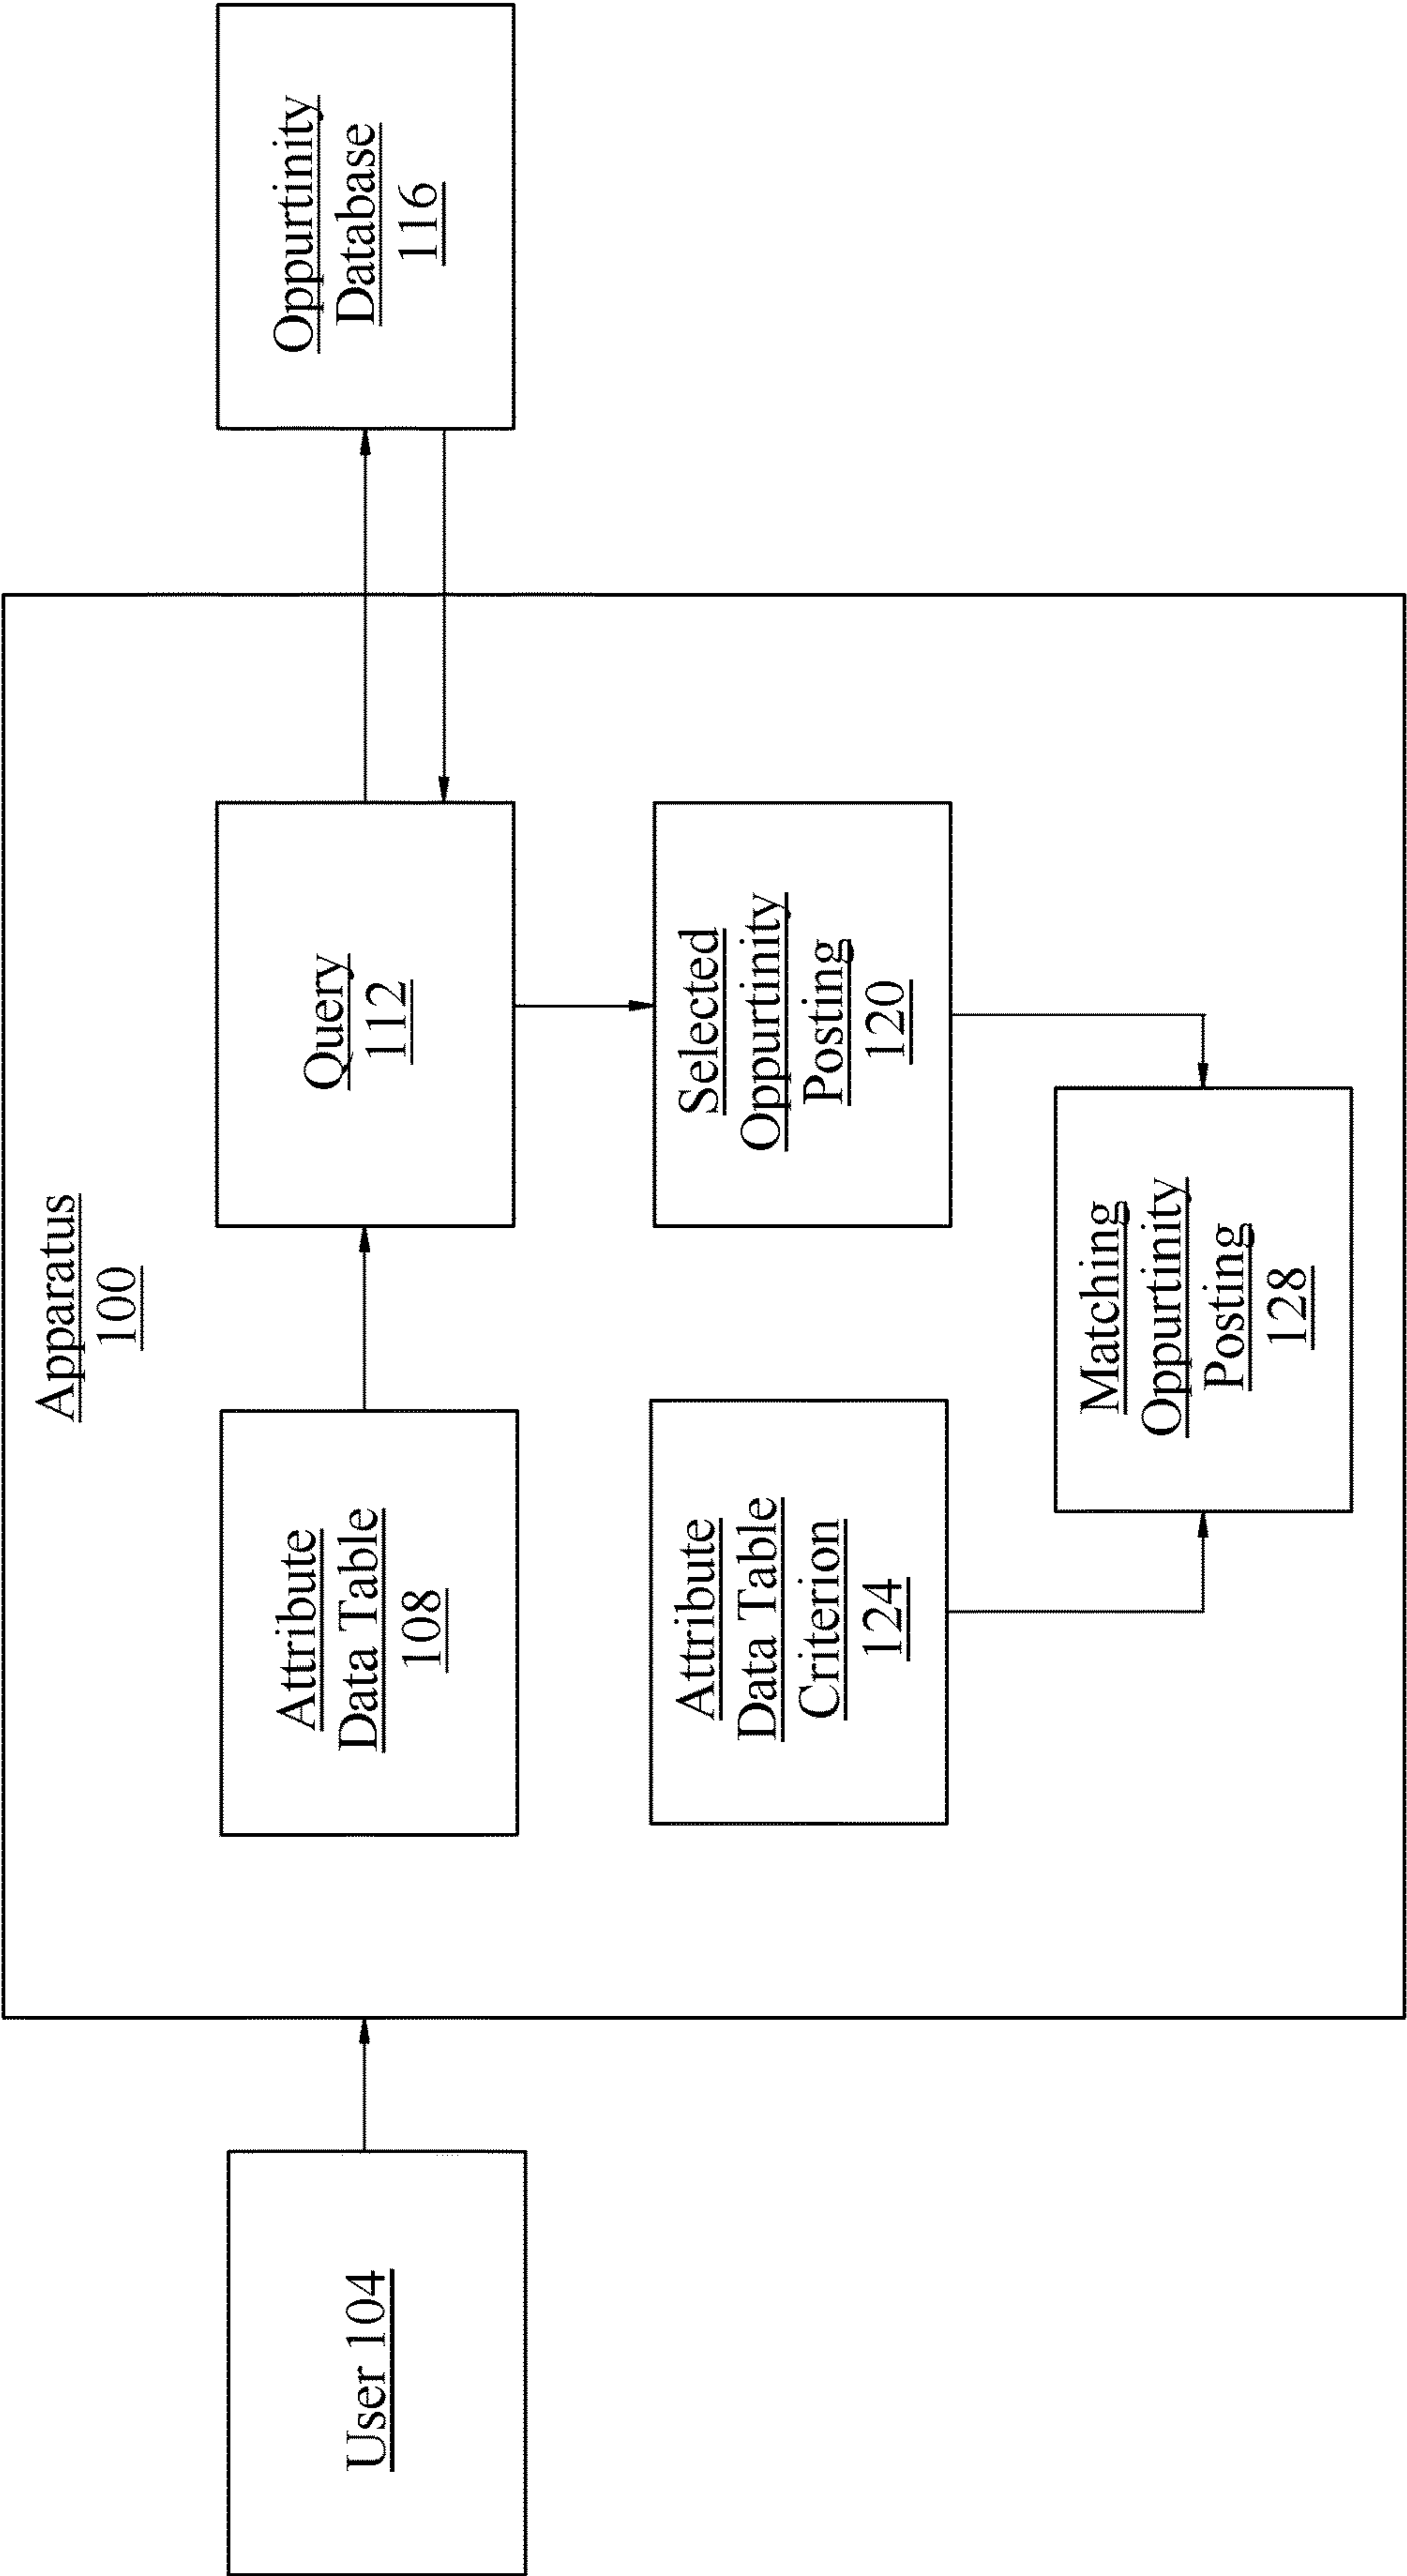 Apparatus
100
User 104
Attribute
Data Table
108
Query
112
Oppurtinity
Database
116
Attribute
Data Table
Criterion
124
Selected
Oppurtinity
Posting
120
Matching
Oppurtinity
Posting
128